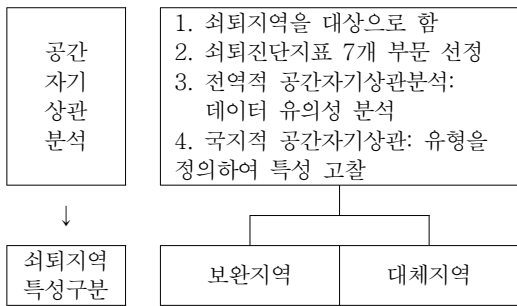 공간
자기
상관
분석
1. 쇠퇴지역을 대상으로 함
2. 쇠퇴진단지표 7개 부문 선정
3. 전역적 공간자기상관분석:
데이터 유의성 분석
4. 국지적 공간자기상관: 유형을
정의하여 특성 고찰
↓
쇠퇴지역
특성구분
보완지역
대체지역